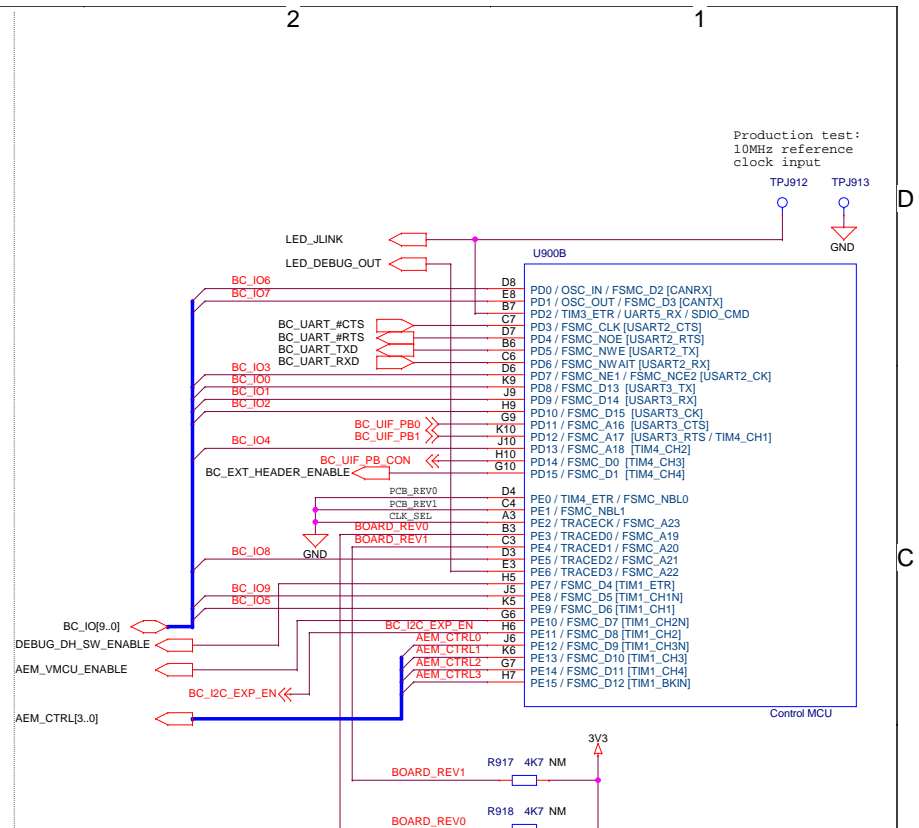 2
1
Production test:
10MHz reference
clock input
TPJ912 TPJ913
D
GND
LED_JLINK
U900B
LED_DEBUG_OUT
BC_IO6 D8 PD0 / OSC_IN / FSMC_D2 [CANRX]
BC_IO7 E8 PD1 / OSC_OUT / FSMC_D3 [CANTX]
B7 PD2 / TIM3_ETR / UART5_RX / SDIO_CMD
BC_UART_#CTS C7 PD3 / FSMC_CLK [USART2_CTS]
BC_UART_#RTS D7 PD4 / FSMC_NOE [USART2_RTS]
BC_UART_TXD B6 PD5 / FSMC_NWE [USART2_TX]
BC_UART_RXD C6 PD6 / FSMC_NWAIT [USART2_RX]
BC_IO3 D6 PD7 / FSMC_NE1 / FSMC_NCE2 [USART2_CK]
BC_IO0 K9 PD8 / FSMC_D13 [USART3_TX]
BC_IO1 J9 PD9 / FSMC_D14 [USART3_RX]
BC_IO2 H9 PD10 / FSMC_D15 [USART3_CK]
BC_UIF_PB0 G9 PD11 / FSMC_A16 [USART3_CTS]
BC_UIF_PB1 K10 PD12 / FSMC_A17 [USART3_RTS / TIM4_CH1]
BC_IO4 J10 PD13 / FSMC_A18 [TIM4_CH2]
BC_UIF_PB_CON H10 PD14 / FSMC_D0 [TIM4_CH3]
BC_EXT_HEADER_ENABLE G10 PD15 / FSMC_D1 [TIM4_CH4]
PCB_REV0 D4 PE0 / TIM4_ETR / FSMC_NBL0
PCB_REV1 C4 PE1 / FSMC_NBL1
CLK_SEL A3 PE2 / TRACECK / FSMC_A23
BOARD_REV0 B3 PE3 / TRACED0 / FSMC_A19
BOARD_REV1 C3 PE4 / TRACED1 / FSMC_A20
GND
BC_IO8 D3 PE5 / TRACED2 / FSMC_A21
E3 PE6 / TRACED3 / FSMC_A22
C
H5 PE7 / FSMC_D4 [TIM1_ETR]
BC_IO9 J5 PE8 / FSMC_D5 [TIM1_CH1N]
BC_IO5 K5 PE9 / FSMC_D6 [TIM1_CH1]
G6 PE10 / FSMC_D7 [TIM1_CH2N]
BC_IO[9..0] BC_I2C_EXP_EN H6 PE11 / FSMC_D8 [TIM1_CH2]
DEBUG_DH_SW_ENABLE AEM_CTRL0 J6 PE12 / FSMC_D9 [TIM1_CH3N]
AEM_CTRL1 K6 PE13 / FSMC_D10 [TIM1_CH3]
AEM_VMCU_ENABLE AEM_CTRL2 G7 PE14 / FSMC_D11 [TIM1_CH4]
AEM_CTRL3 H7 PE15 / FSMC_D12 [TIM1_BKIN]
BC_I2C_EXP_EN
AEM_CTRL[3..0]
Control MCU
3V3
R917 4K7 NM
BOARD_REV1
R918 4K7 NM
BOARD_REV0